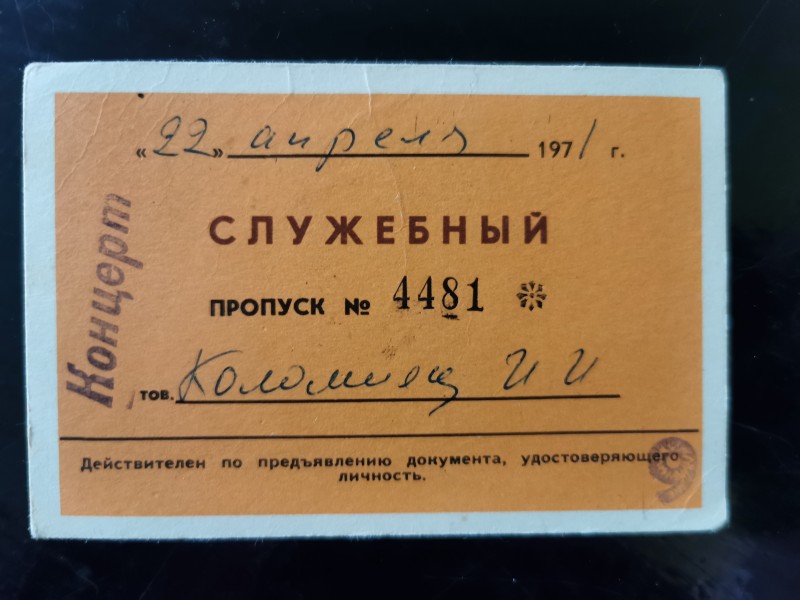 «22» апреля 1971 г.
Концерт
СЛУЖЕБНЫЙ
ПРОПУСК № 4481
тов. Коломиец И И
Действителен по предъявлению документа, удостоверяющего
личность.